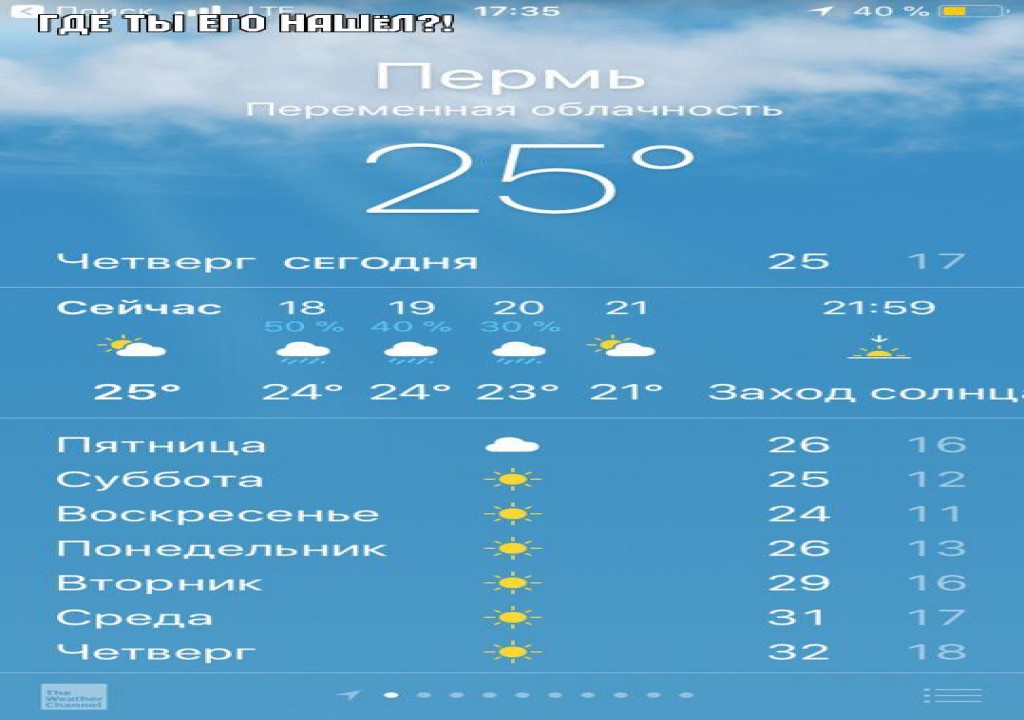 Поиск LTE 17:35 40 %
ГДЕ ТЫ ЕГО НАШЁЛ?!
Пермь
Переменная облачность
25°
Четверг СЕГОДНЯ 25 17
Сейчас 18 19 20 21 21:59
50 % 40 % 30 %
25° 24° 24° 23° 21° Заход солнца
Пятница 26 16
Суббота 25 12
Воскресенье 24 11
Понедельник 26 13
Вторник 29 16
Среда 31 17
Четверг 32 18
The
Weather
Channel